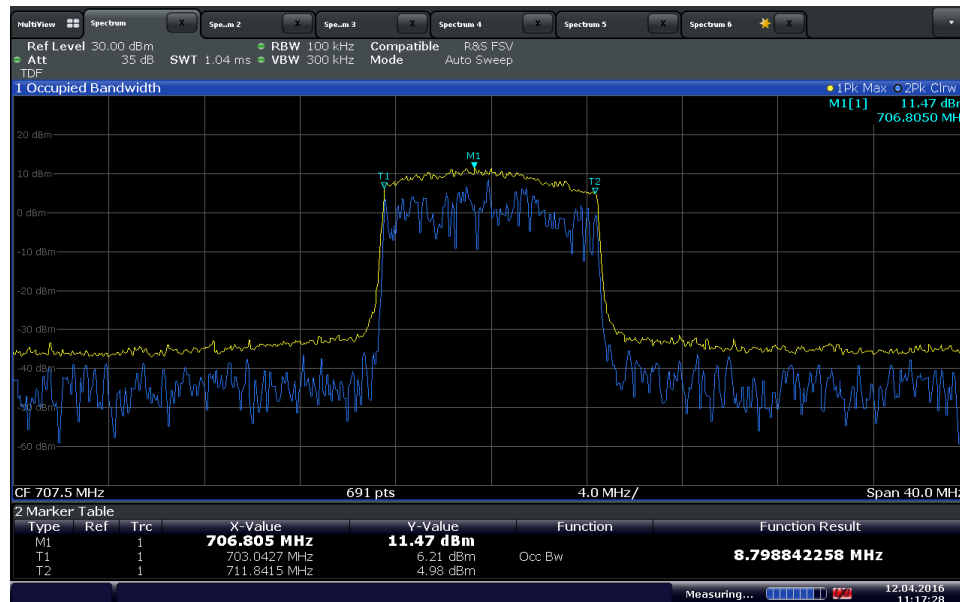 MultiView Spectrum X Spe...m 2 X Spe...m 3 X Spectrum 4 X Spectrum 5 X Spectrum 6 X
Ref Level 30.00 dBm RBW 100 kHz Compatible R&S FSV
Att 35 dB SWT 1.04 ms VBW 300 kHz Mode Auto Sweep
TDF
1 Occupied Bandwidth 1Pk Max 2Pk Clrw
M1[1] 11.47 dBm
706.8050 MH
20 dBm
M1
10 dBm
T1
T2
0 dBm
-10 dBm
-20 dBm
-30 dBm
-40 dBm
-50 dBm
-60 dBm
CF 707.5 MHz 691 pts 4.0 MHz/ Span 40.0 MHz
2 Marker Table
Type Ref Trc X-Value Y-Value Function Function Result
M1 1 706.805 MHz 11.47 dBm
T1 1 703.0427 MHz 6.21 dBm Occ Bw 8.798842258 MHz
T2 1 711.8415 MHz 4.98 dBm
Measuring... 12.04.2016
11:17:28